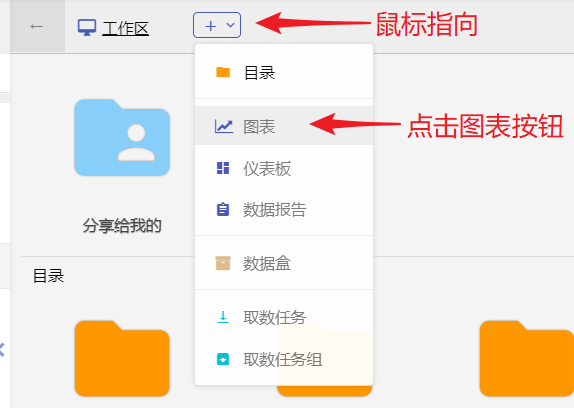 ← 工作区 + 鼠标指向
目录
图表 点击图表按钮
仪表板
数据报告
分享给我的
数据盒
目录
取数任务
取数任务组